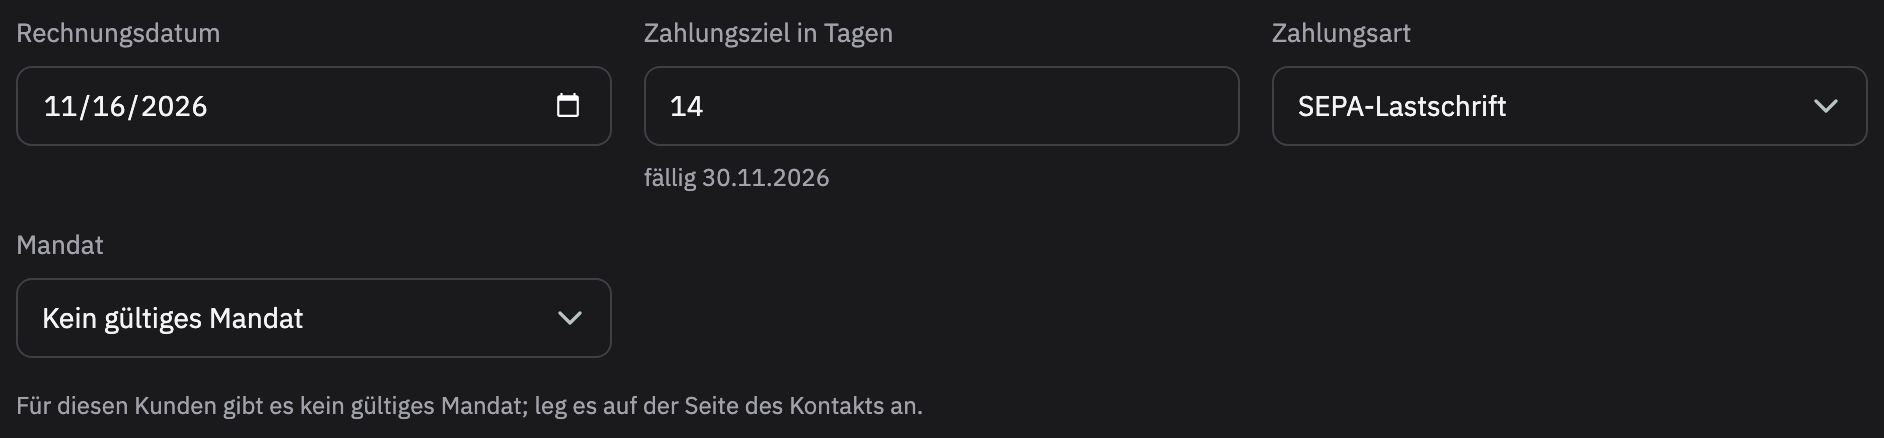 Rechnungsdatum
Zahlungsziel in Tagen
Zahlungsart
11/16/2026
14
SEPA-Lastschrift
fällig 30.11.2026
Mandat
Kein gültiges Mandat
Für diesen Kunden gibt es kein gültiges Mandat; leg es auf der Seite des Kontakts an.